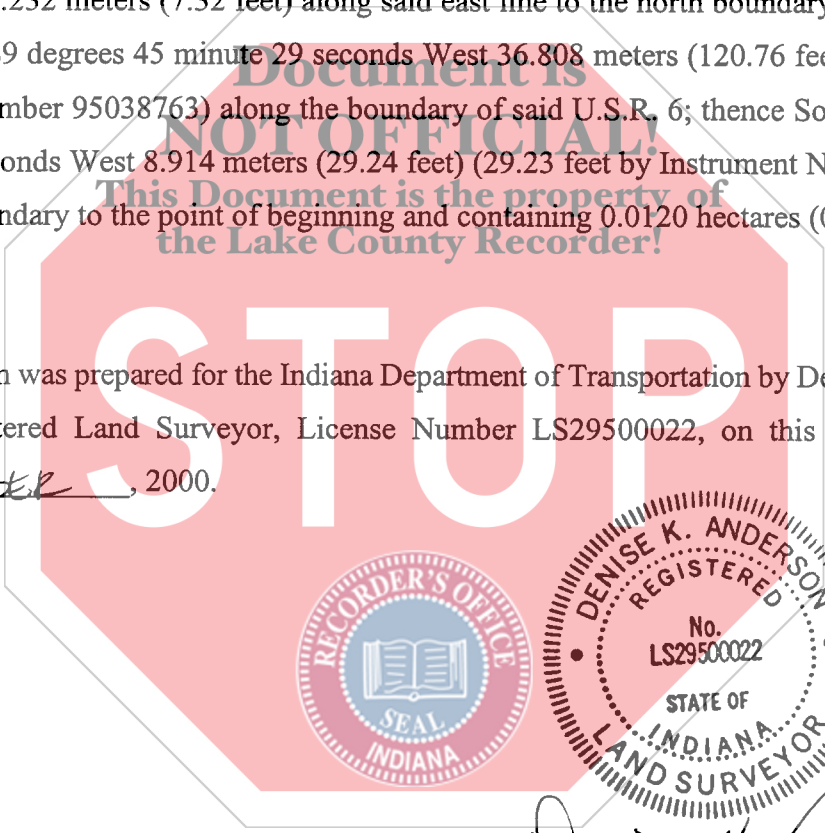 .232 meters (7.32 feet) along said east line to the north boundary
9 degrees 45 minute 29 seconds West 36.808 meters (120.76 fee
Document is
mber 95038763) along the boundary of said U.S.R. 6; thence So
NOT OFFICIAL!
onds West 8.914 meters (29.24 feet) (29.23 feet by Instrument N
This Document is the property of
ndary to the point of beginning and containing 0.0120 hectares (
the Lake County Recorder!
STOP
n was prepared for the Indiana Department of Transportation by De
tered Land Surveyor, License Number LS29500022, on this
, 2000.
RECORDER'S OFFICE
SEAL
INDIANA
DENISE K. ANDERSON
REGISTERED
No.
LS29500022
STATE OF
INDIANA
LAND SURVEYOR